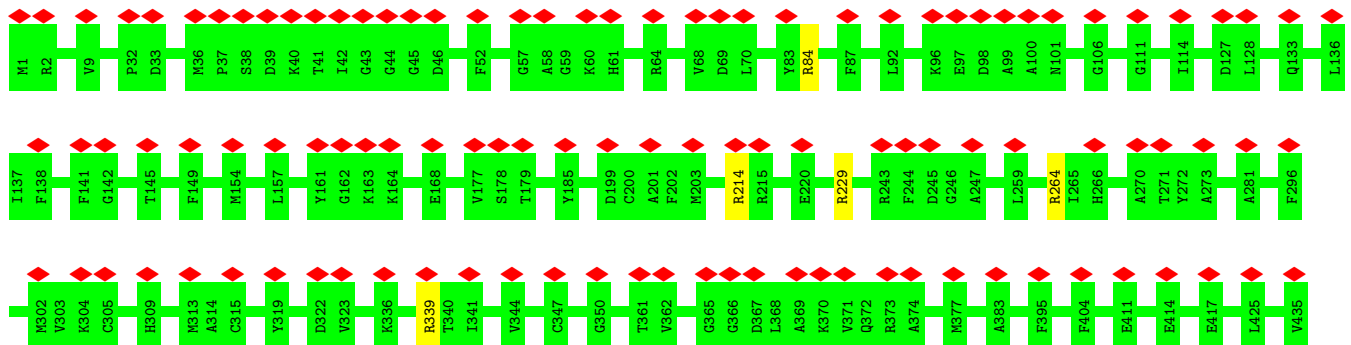 M1 R2 V9 P32 D33 M36 P37 S38 D39 K40 T41 I42 G43 G44 G45 D46 F52 G57 A58 G59 K60 H61 R64 V68 D69 L70 Y83 R84 F87 L92 K96 E97 D98 A99 A100 N101 G106 G111 I114 D127 L128 Q133 L136
I137 F138 F141 G142 T145 F149 M154 L157 Y161 G162 K163 K164 E168 V177 S178 T179 Y185 D199 C200 A201 F202 M203 R214 R215 E220 R229 R243 F244 D245 G246 A247 L259 R264 I265 H266 A270 T271 Y272 A273 A281 F296
M302 V303 K304 C305 H309 M313 A314 C315 Y319 D322 V323 K336 R339 T340 I341 V344 C347 G350 T361 V362 G365 G366 D367 L368 A369 K370 V371 Q372 R373 A374 M377 A383 F395 F404 E411 E414 E417 L425 V435